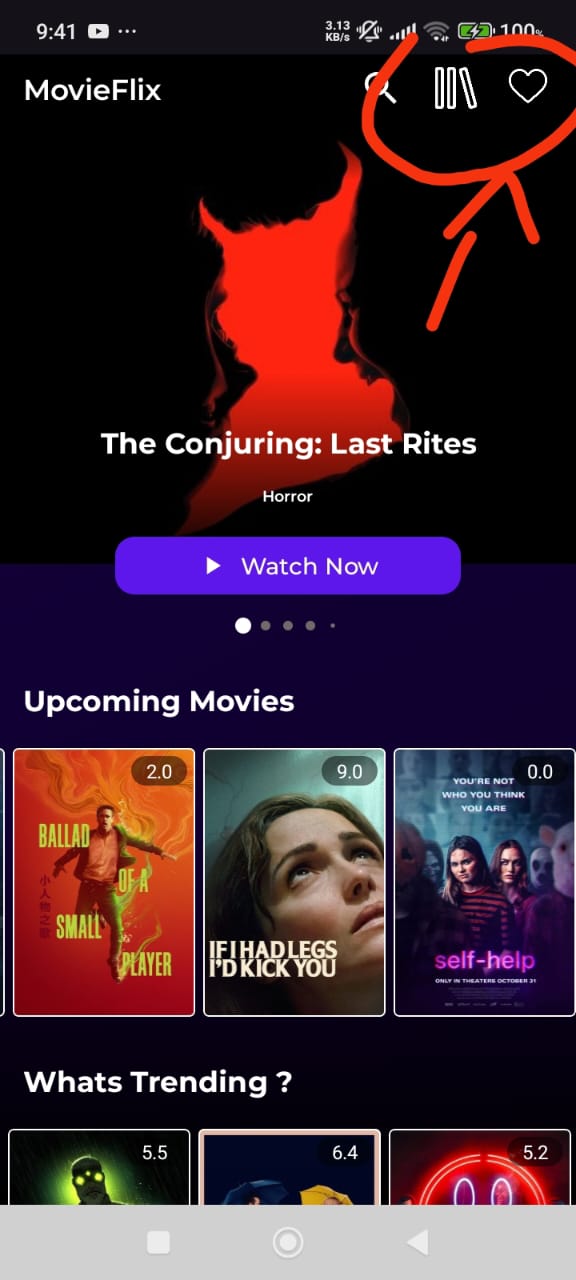 9:41
3.13
KB/s
100%
MovieFlix
The Conjuring: Last Rites
Horror
Watch Now
Upcoming Movies
2.0
BALLAD
OF A
SMALL
PLAYER
小人物之歌
9.0
IF I HAD LEGS
I'D KICK YOU
0.0
YOU'RE NOT
WHO YOU THINK
YOU ARE
self-help
ONLY IN THEATERS OCTOBER 31
Whats Trending ?
5.5
6.4
5.2